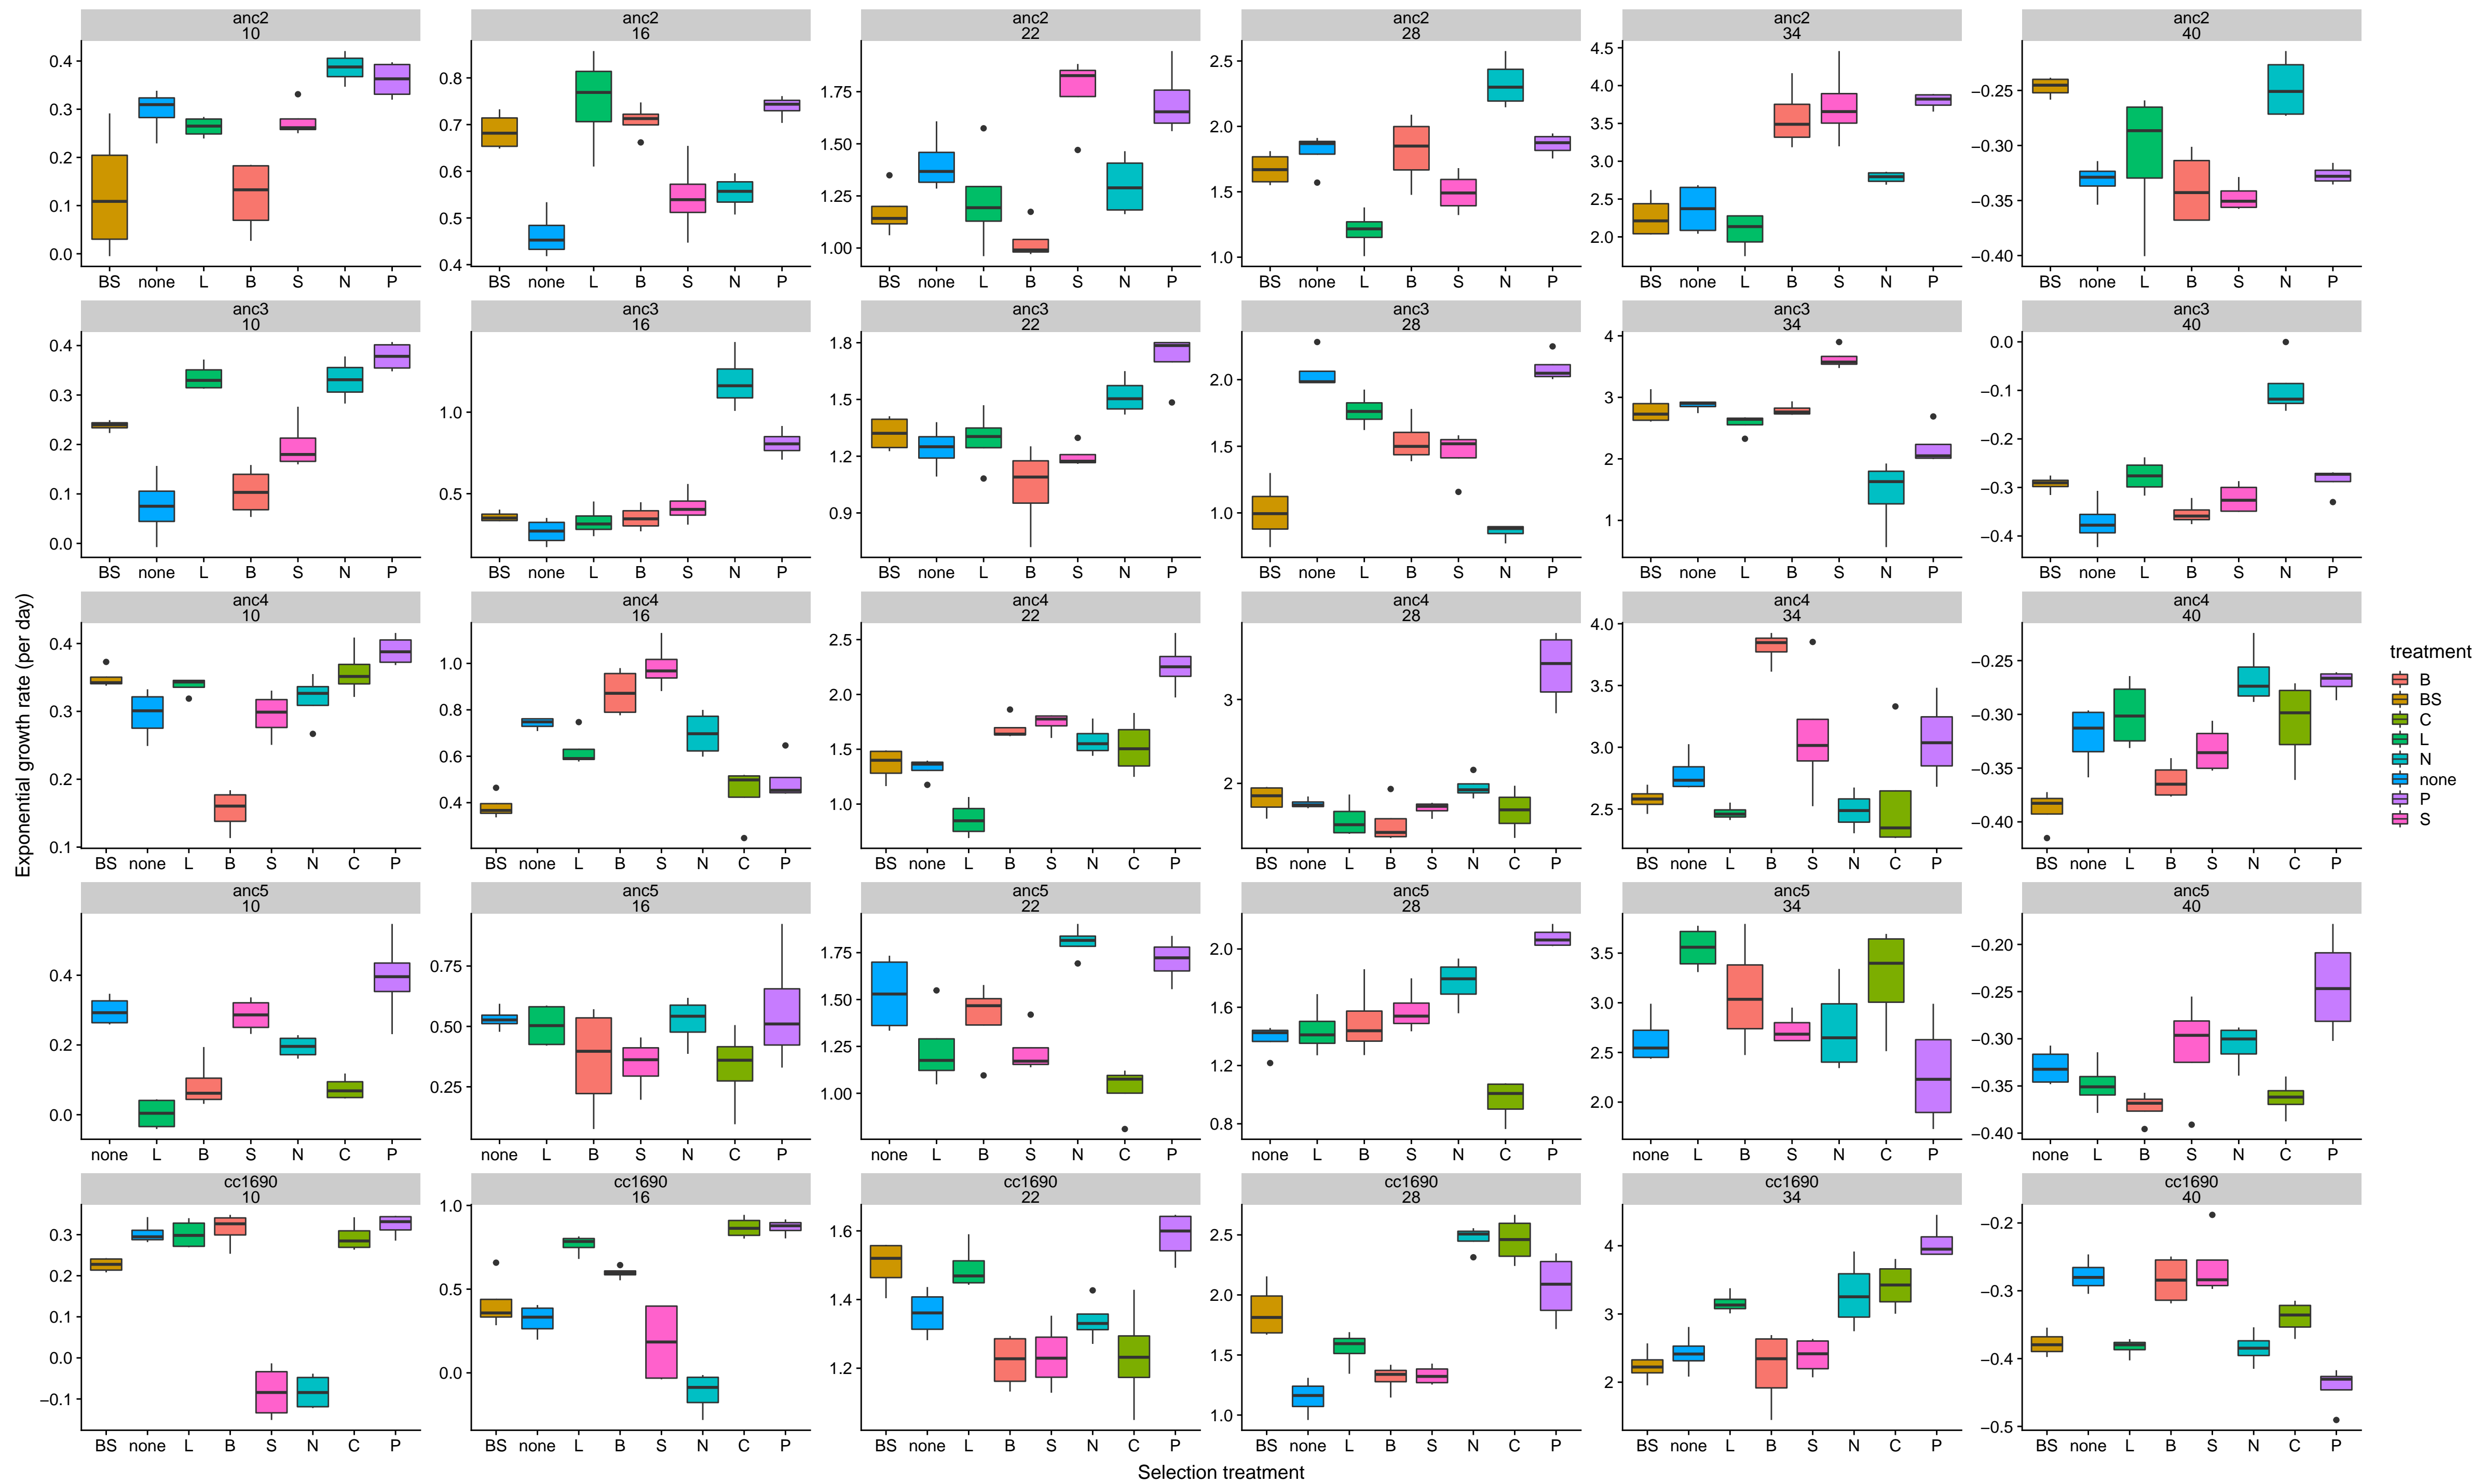 Exponential growth rate (per day)
anc2
10
0.4
0.3
0.2
0.1
0.0
BS none L B S N P
anc2
16
0.8
0.7
0.6
0.5
0.4
BS none L B S N P
anc2
22
1.75
1.50
1.25
1.00
BS none L B S N P
anc2
28
2.5
2.0
1.5
1.0
BS none L B S N P
anc2
34
4.5
4.0
3.5
3.0
2.5
2.0
BS none L B S N P
anc2
40
−0.25
−0.30
−0.35
−0.40
BS none L B S N P
anc3
10
0.4
0.3
0.2
0.1
0.0
BS none L B S N P
anc3
16
1.0
0.5
BS none L B S N P
anc3
22
1.8
1.5
1.2
0.9
BS none L B S N P
anc3
28
2.0
1.5
1.0
BS none L B S N P
anc3
34
4
3
2
1
BS none L B S N P
anc3
40
0.0
−0.1
−0.2
−0.3
−0.4
BS none L B S N P
anc4
10
0.4
0.3
0.2
0.1
BS none L B S N C P
anc4
16
1.0
0.8
0.6
0.4
BS none L B S N C P
anc4
22
2.5
2.0
1.5
1.0
BS none L B S N C P
anc4
28
3
2
BS none L B S N C P
anc4
34
4.0
3.5
3.0
2.5
BS none L B S N C P
anc4
40
−0.25
−0.30
−0.35
−0.40
BS none L B S N C P
treatment
B
BS
C
L
N
none
P
S
anc5
10
0.4
0.2
0.0
none L B S N C P
anc5
16
0.75
0.50
0.25
none L B S N C P
anc5
22
1.75
1.50
1.25
1.00
none L B S N C P
anc5
28
2.0
1.6
1.2
0.8
none L B S N C P
anc5
34
3.5
3.0
2.5
2.0
none L B S N C P
anc5
40
−0.20
−0.25
−0.30
−0.35
−0.40
none L B S N C P
cc1690
10
0.3
0.2
0.1
0.0
−0.1
BS none L B S N C P
cc1690
16
1.0
0.5
0.0
BS none L B S N C P
cc1690
22
1.6
1.4
1.2
BS none L B S N C P
cc1690
28
2.5
2.0
1.5
1.0
BS none L B S N C P
cc1690
34
4
3
2
BS none L B S N C P
cc1690
40
−0.2
−0.3
−0.4
−0.5
BS none L B S N C P
Selection treatment